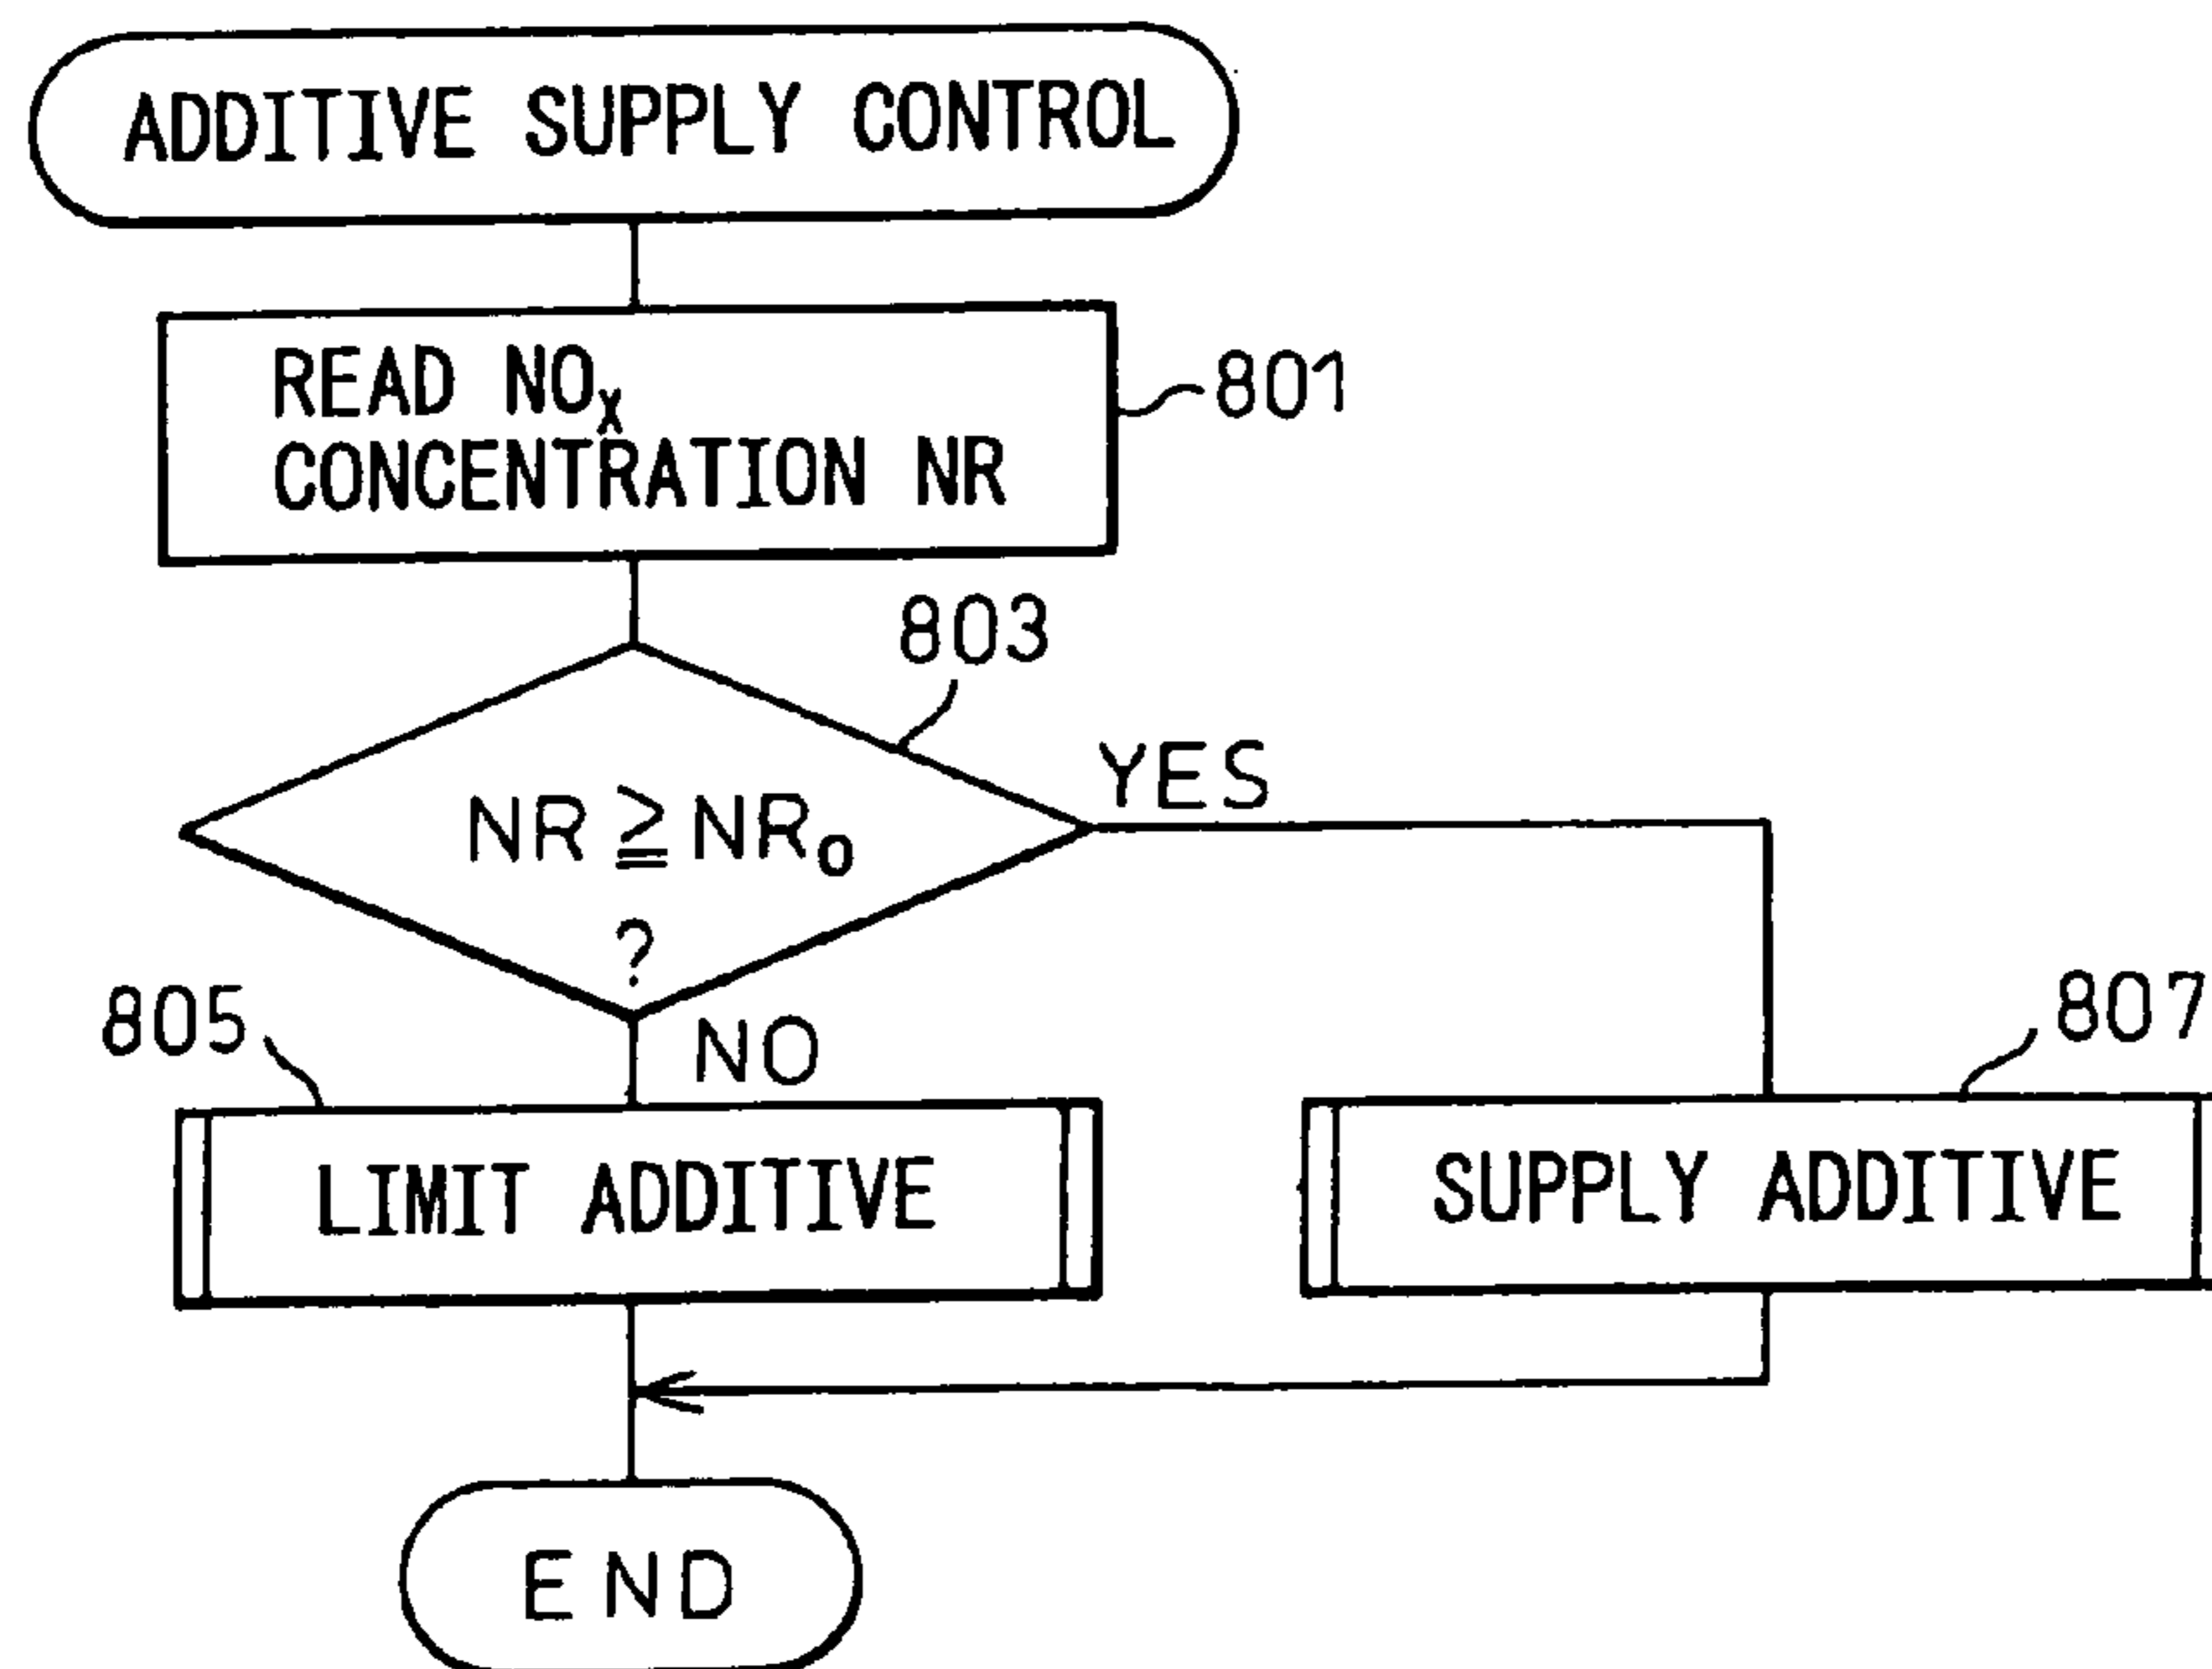 ADDITIVE SUPPLY CONTROL
READ NOₓ
CONCENTRATION NR
801
803
NR ≧ NR₀
?
YES
NO
805
LIMIT ADDITIVE
807
SUPPLY ADDITIVE
END